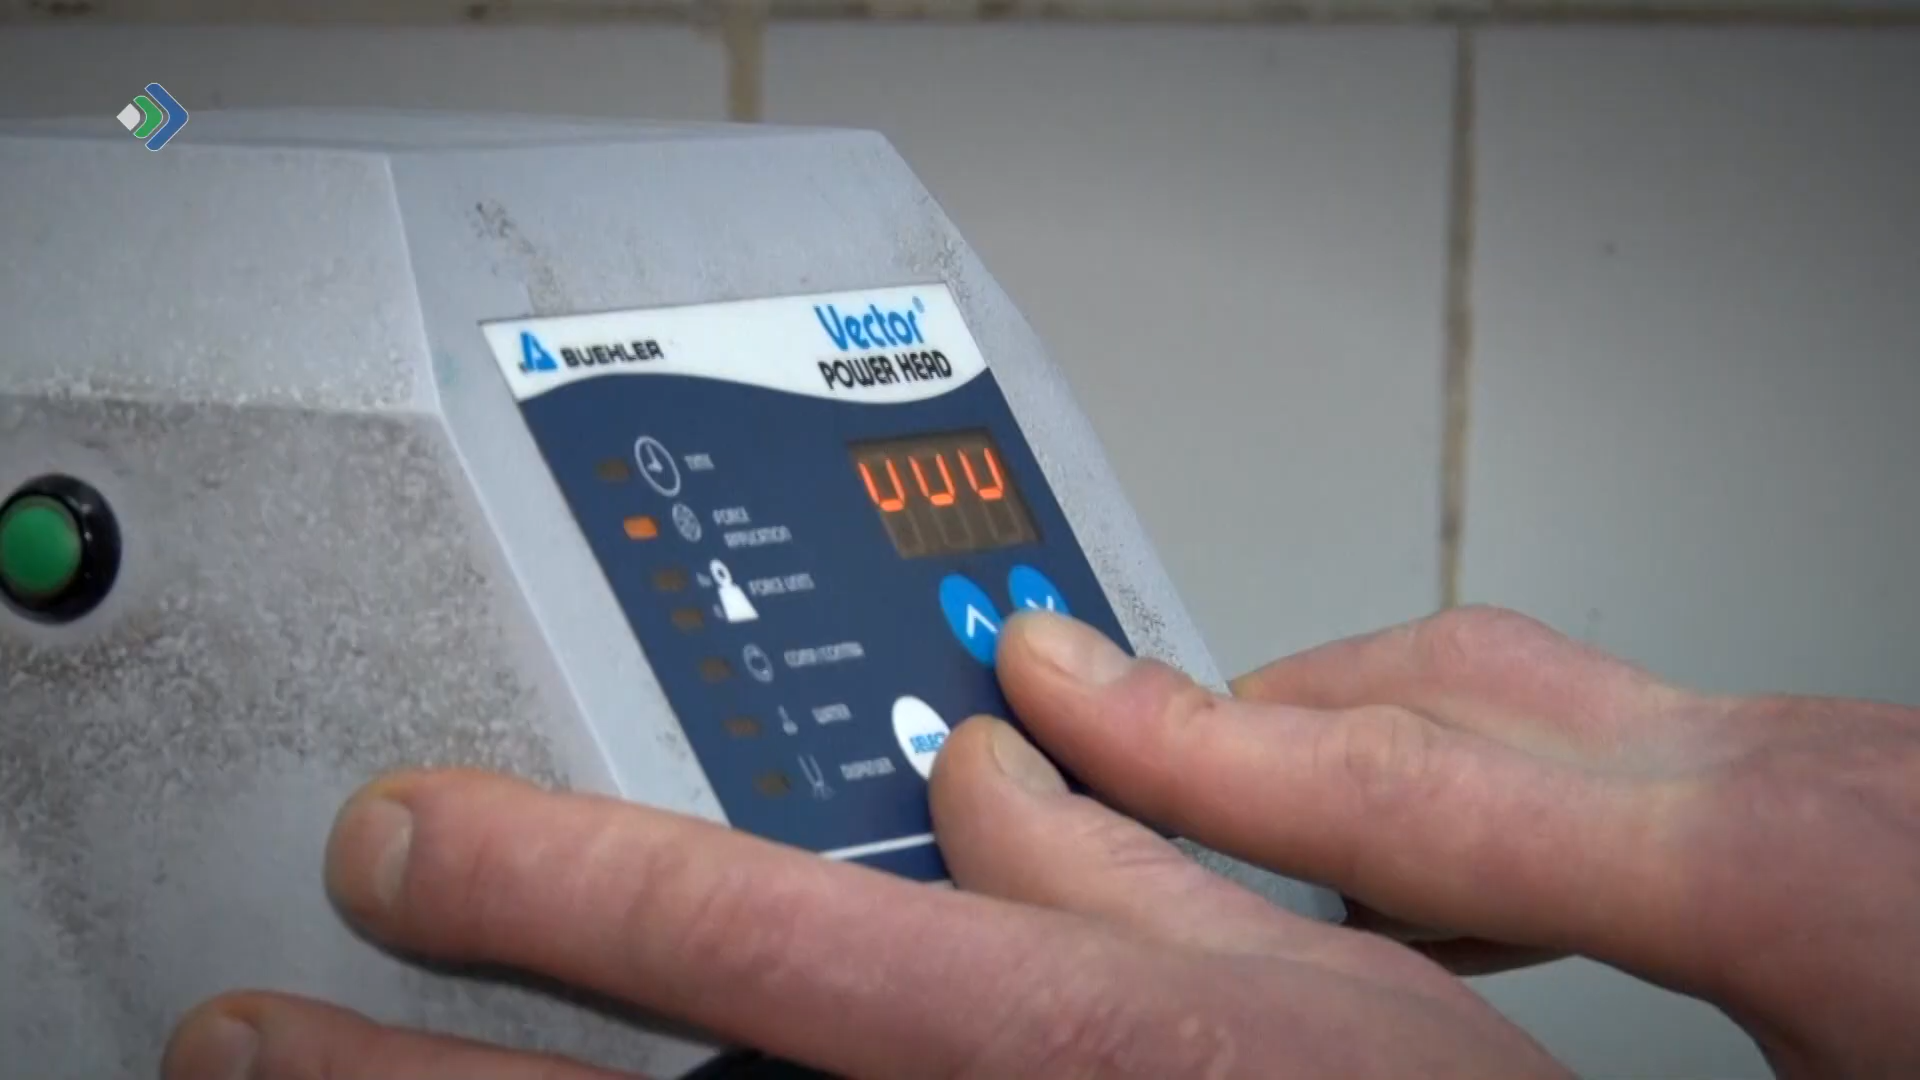 BUEHLER
Vector®
POWER HEAD
TIME
FORCE
APPLICATION
FORCE UNITS
WATER
SELECT
DISPENSER